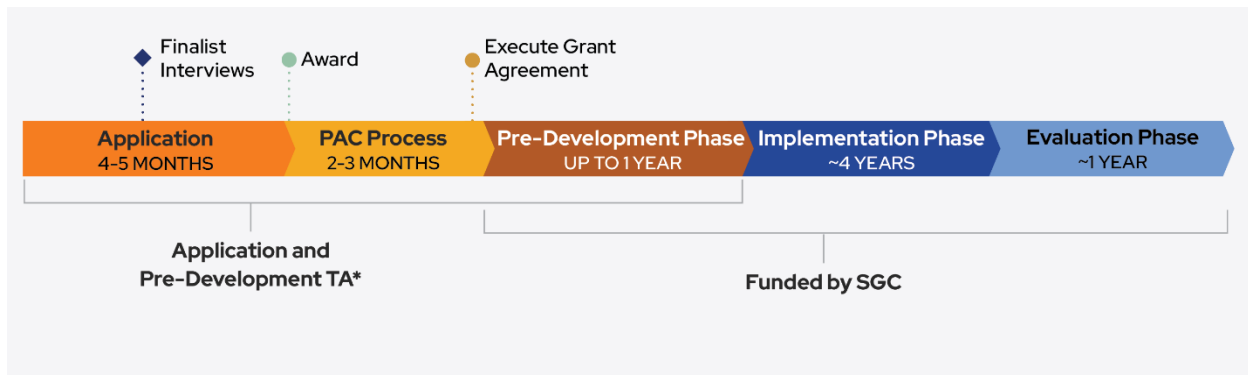 Finalist
Interviews
Award
Execute Grant
Agreement
Application
4-5 MONTHS
PAC Process
2-3 MONTHS
Pre-Development Phase
UP TO 1 YEAR
Implementation Phase
~4 YEARS
Evaluation Phase
~1 YEAR
Application and
Pre-Development TA*
Funded by SGC